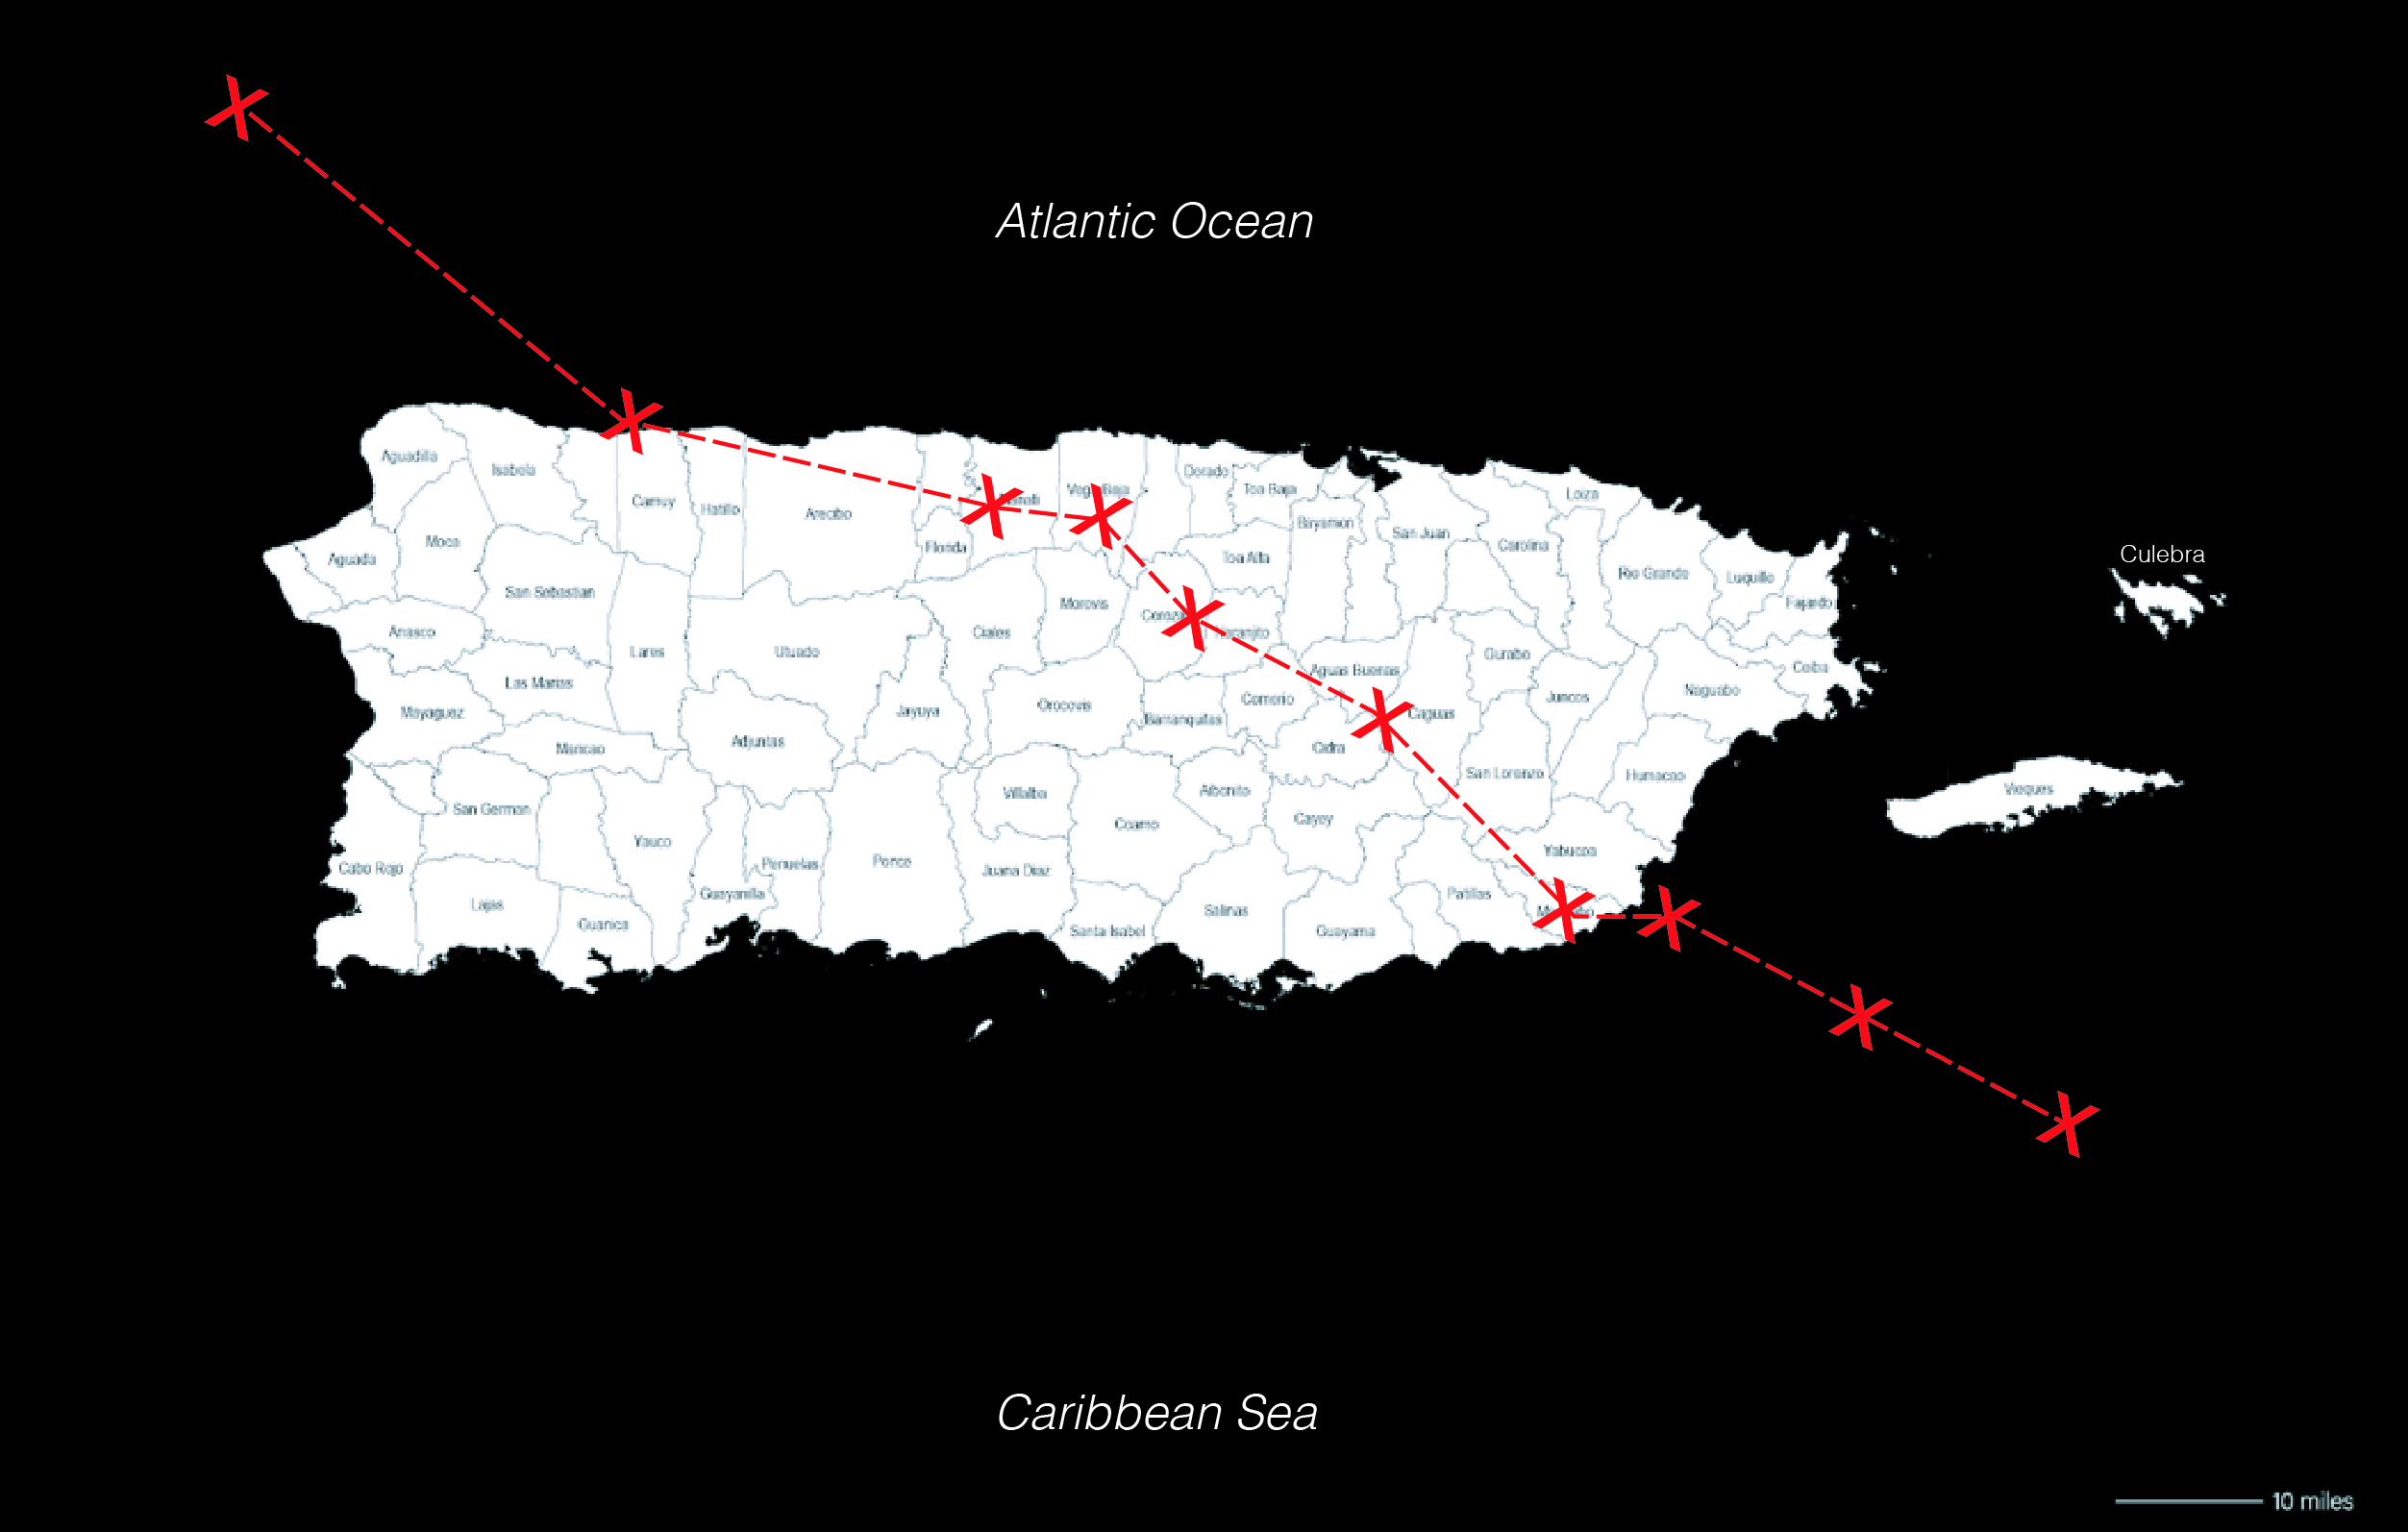 Atlantic Ocean
Aguadilla
Isabela
Camuy
Hatillo
Arecibo
Vega Baja
Dorado
Toa Baja
Loiza
Bayamon
San Juan
Carolina
Moca
Aguada
Florida
Toa Alta
Rio Grande
Luquillo
Fajardo
Culebra
San Sebastian
Morovis
Anasco
Ciales
Naranjito
Lares
Utuado
Aguas Buenas
Gurabo
Ceiba
Las Marias
Juncos
Naguabo
Mayaguez
Jayuya
Orocovis
Barranquitas
Comerio
Caguas
Maricao
Adjuntas
Cidra
San Lorenzo
Humacao
Vieques
San German
Villalba
Aibonito
Coamo
Cayey
Yauco
Yabucoa
Cabo Rojo
Penuelas
Ponce
Juana Diaz
Guayanilla
Patillas
Lajas
Guanica
Santa Isabel
Salinas
Guayama
Caribbean Sea
10 miles